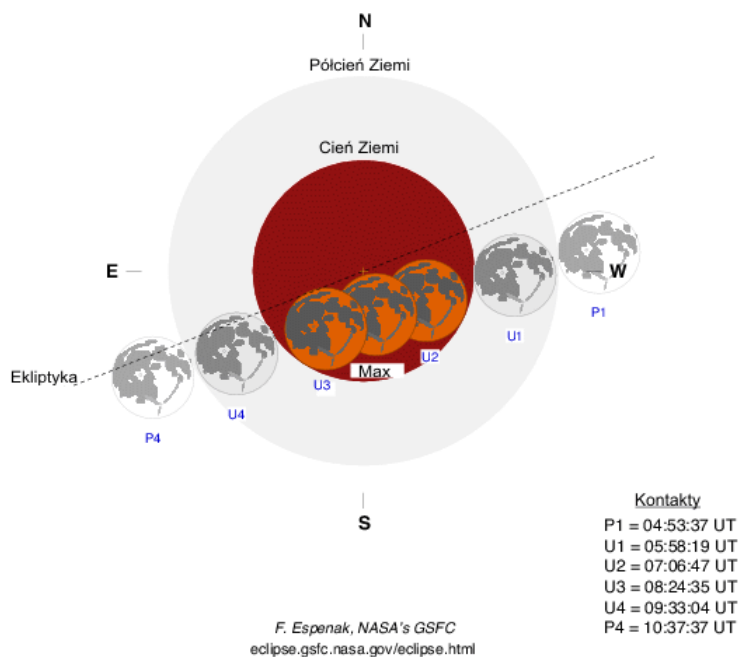 N
Półcień Ziemi
Cień Ziemi
E
W
P1
U1
U2
Max
U3
Ekliptyka
U4
P4
S
Kontakty
P1 = 04:53:37 UT
U1 = 05:58:19 UT
U2 = 07:06:47 UT
U3 = 08:24:35 UT
U4 = 09:33:04 UT
P4 = 10:37:37 UT
F. Espenak, NASA's GSFC
eclipse.gsfc.nasa.gov/eclipse.html